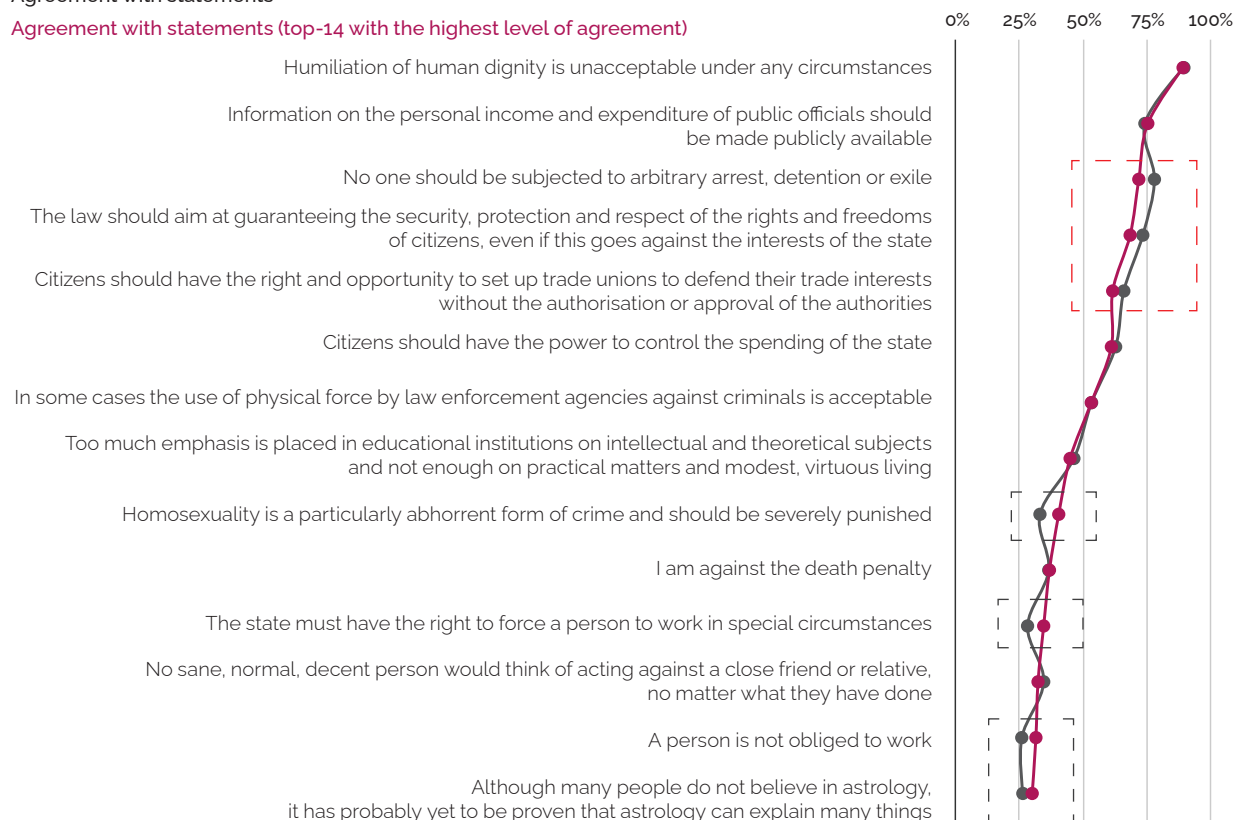 Agreement with statements
Agreement with statements (top-14 with the highest level of agreement)
0% 25% 50% 75% 100%
Humiliation of human dignity is unacceptable under any circumstances
Information on the personal income and expenditure of public officials should
be made publicly available
No one should be subjected to arbitrary arrest, detention or exile
The law should aim at guaranteeing the security, protection and respect of the rights and freedoms
of citizens, even if this goes against the interests of the state
Citizens should have the right and opportunity to set up trade unions to defend their trade interests
without the authorisation or approval of the authorities
Citizens should have the power to control the spending of the state
In some cases the use of physical force by law enforcement agencies against criminals is acceptable
Too much emphasis is placed in educational institutions on intellectual and theoretical subjects
and not enough on practical matters and modest, virtuous living
Homosexuality is a particularly abhorrent form of crime and should be severely punished
I am against the death penalty
The state must have the right to force a person to work in special circumstances
No sane, normal, decent person would think of acting against a close friend or relative,
no matter what they have done
A person is not obliged to work
Although many people do not believe in astrology,
it has probably yet to be proven that astrology can explain many things